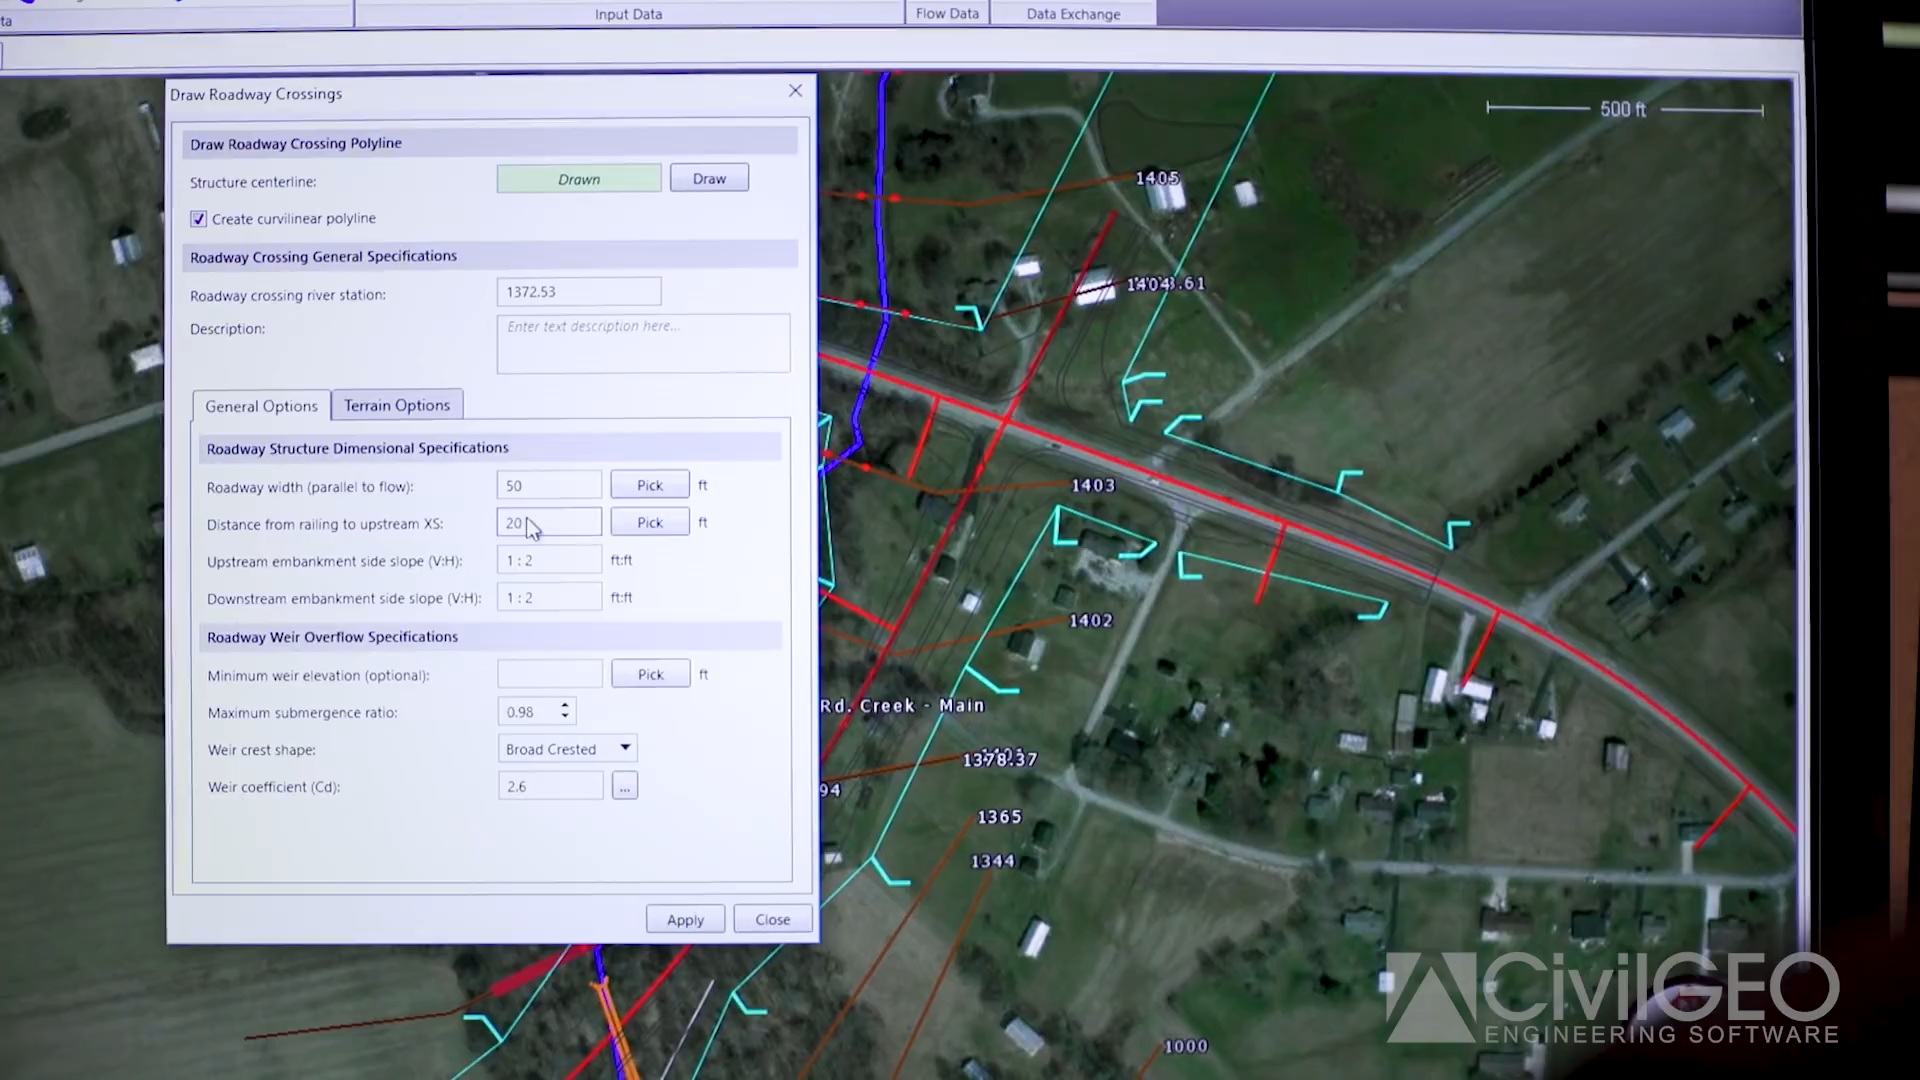 ta
Input Data
Flow Data
Data Exchange
Draw Roadway Crossings
Draw Roadway Crossing Polyline
Structure centerline:
Drawn
Draw
Create curvilinear polyline
Roadway Crossing General Specifications
Roadway crossing river station:
1372.53
Description:
Enter text description here...
General Options
Terrain Options
Roadway Structure Dimensional Specifications
Roadway width (parallel to flow):
50
Pick
ft
Distance from railing to upstream XS:
20
Pick
ft
Upstream embankment side slope (V:H):
1 : 2
ft:ft
Downstream embankment side slope (V:H):
1 : 2
ft:ft
Roadway Weir Overflow Specifications
Minimum weir elevation (optional):
Pick
ft
Maximum submergence ratio:
0.98
Weir crest shape:
Broad Crested
Weir coefficient (Cd):
2.6
...
Apply
Close
500 ft
1405
1404
1403
1402
Rd. Creek - Main
1378.37
94
1365
1344
1000
CivilGEO
ENGINEERING SOFTWARE